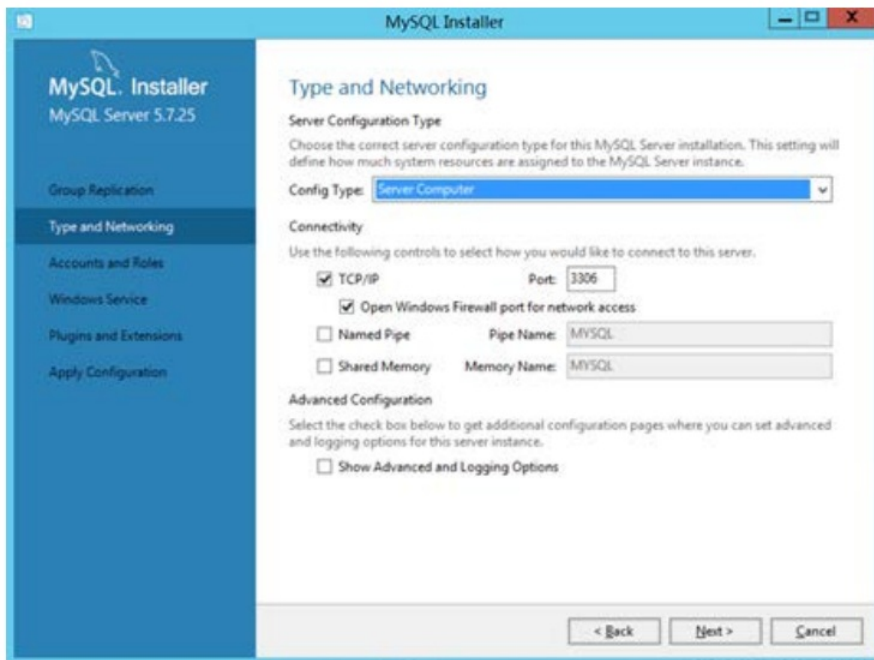 MySQL Installer
MySQL. Installer
MySQL Server 5.7.25
Group Replication
Type and Networking
Accounts and Roles
Windows Service
Plugins and Extensions
Apply Configuration
Type and Networking
Server Configuration Type
Choose the correct server configuration type for this MySQL Server installation. This setting will
define how much system resources are assigned to the MySQL Server instance.
Config Type: Server Computer
Connectivity
Use the following controls to select how you would like to connect to this server.
TCP/IP Port: 3306
Open Windows Firewall port for network access
Named Pipe Pipe Name: MYSQL
Shared Memory Memory Name: MYSQL
Advanced Configuration
Select the check box below to get additional configuration pages where you can set advanced
and logging options for this server instance.
Show Advanced and Logging Options
< Back Next > Cancel